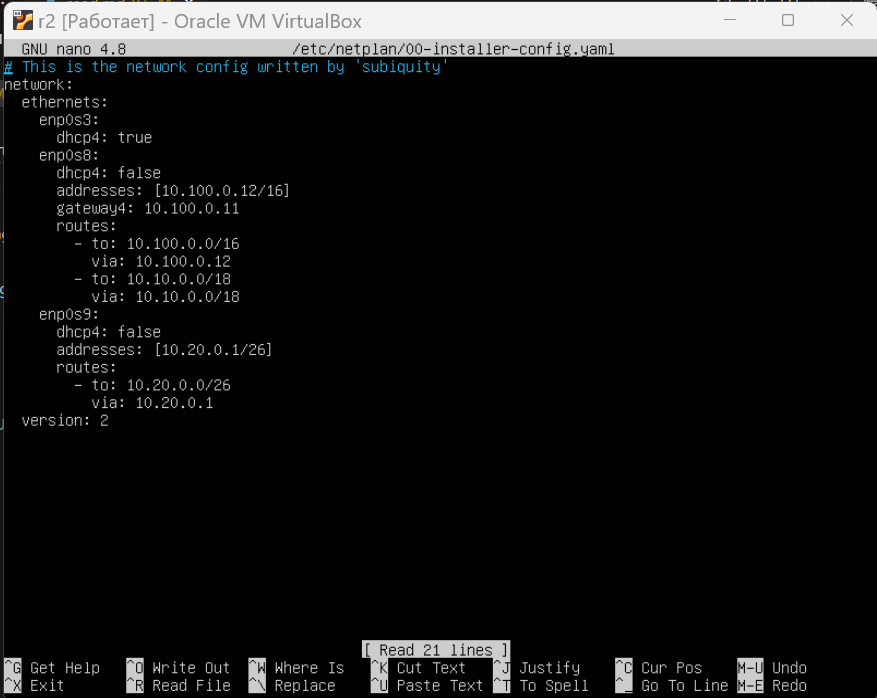 r2 [Работает] - Oracle VM VirtualBox
GNU nano 4.8 /etc/netplan/00-installer-config.yaml
# This is the network config written by 'subiquity'
network:
  ethernets:
    enp0s3:
      dhcp4: true
    enp0s8:
      dhcp4: false
      addresses: [10.100.0.12/16]
      gateway4: 10.100.0.11
      routes:
        - to: 10.100.0.0/16
          via: 10.100.0.12
        - to: 10.10.0.0/18
          via: 10.10.0.0/18
    enp0s9:
      dhcp4: false
      addresses: [10.20.0.1/26]
      routes:
        - to: 10.20.0.0/26
          via: 10.20.0.1
  version: 2
[ Read 21 lines ]
^G Get Help ^O Write Out ^W Where Is ^K Cut Text ^J Justify ^C Cur Pos M-U Undo
^X Exit ^R Read File ^\ Replace ^U Paste Text ^T To Spell ^_ Go To Line M-E Redo